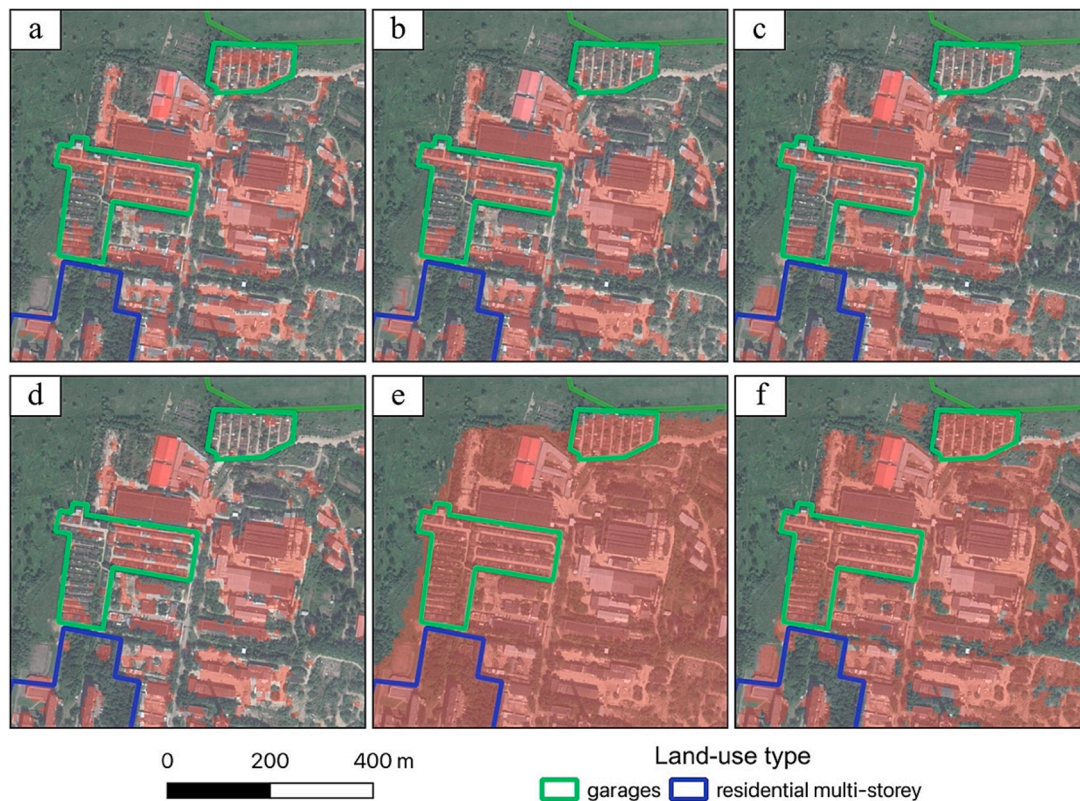 a
b
c
d
e
f
0
200
400 m
Land-use type
garages
residential multi-storey